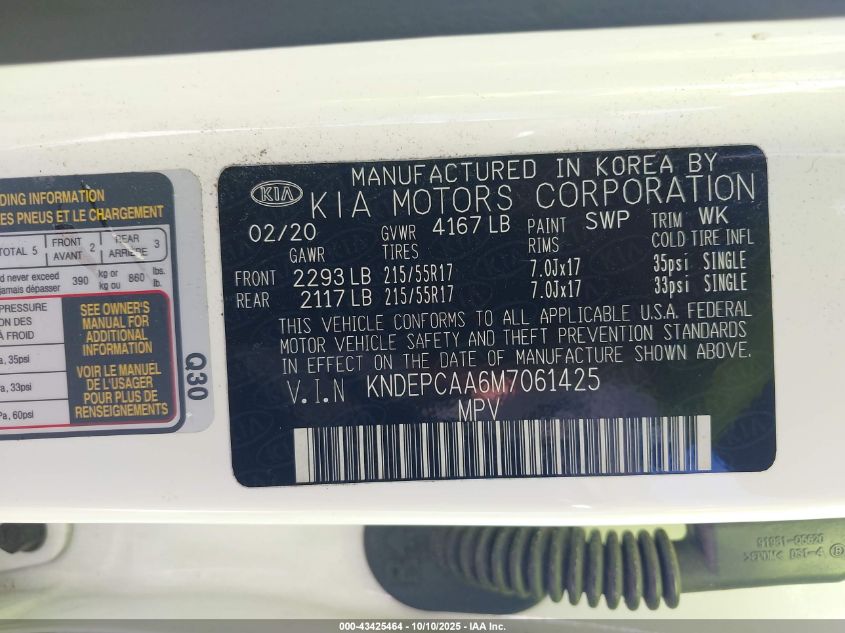 DING INFORMATION
ES PNEUS ET LE CHARGEMENT
TOTAL 5 FRONT AVANT 2 REAR ARRIÈRE 3
d never exceed jamais dépasser 390 kg or kg ou 860 lbs. lb.
PRESSURE
ON DES
À FROID
a, 35psi
a, 33psi
Pa, 60psi
SEE OWNER'S
MANUAL FOR
ADDITIONAL
INFORMATION
VOIR LE MANUEL
DE L'USAGER
POUR PLUS DE
RENSEIGNEMENTS
Q30
KIA
MANUFACTURED IN KOREA BY
KIA MOTORS CORPORATION
02/20 GVWR 4167 LB PAINT SWP TRIM WK
GAWR TIRES RIMS COLD TIRE INFL
FRONT 2293 LB 215/55R17 7.0Jx17 35psi SINGLE
REAR 2117 LB 215/55R17 7.0Jx17 33psi SINGLE
THIS VEHICLE CONFORMS TO ALL APPLICABLE U.S.A. FEDERAL
MOTOR VEHICLE SAFETY AND THEFT PREVENTION STANDARDS
IN EFFECT ON THE DATE OF MANUFACTURE SHOWN ABOVE.
V.I.N KNDEPCAA6M7061425
MPV
91981-05520
000-43425464 - 10/10/2025 - IAA Inc.